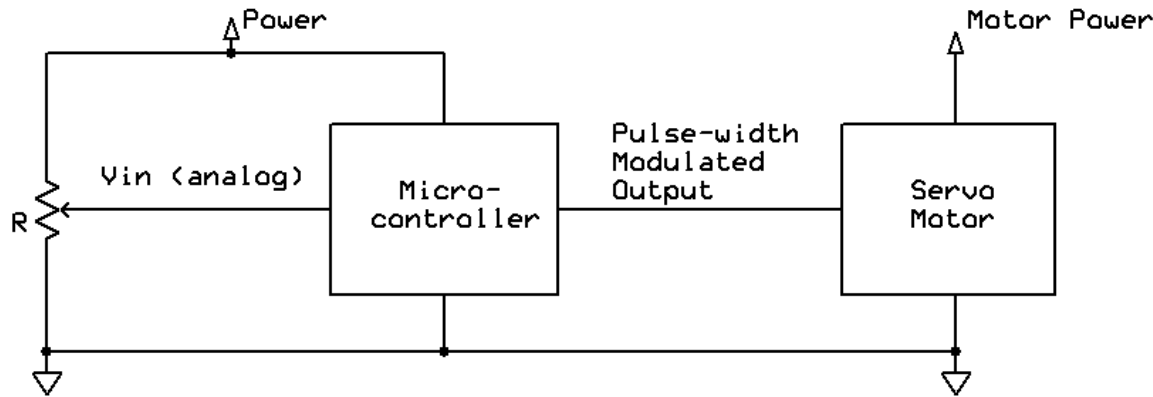 Power
Motor Power
Vin (analog)
Pulse-width
Modulated
Output
R
Micro-
controller
Servo
Motor